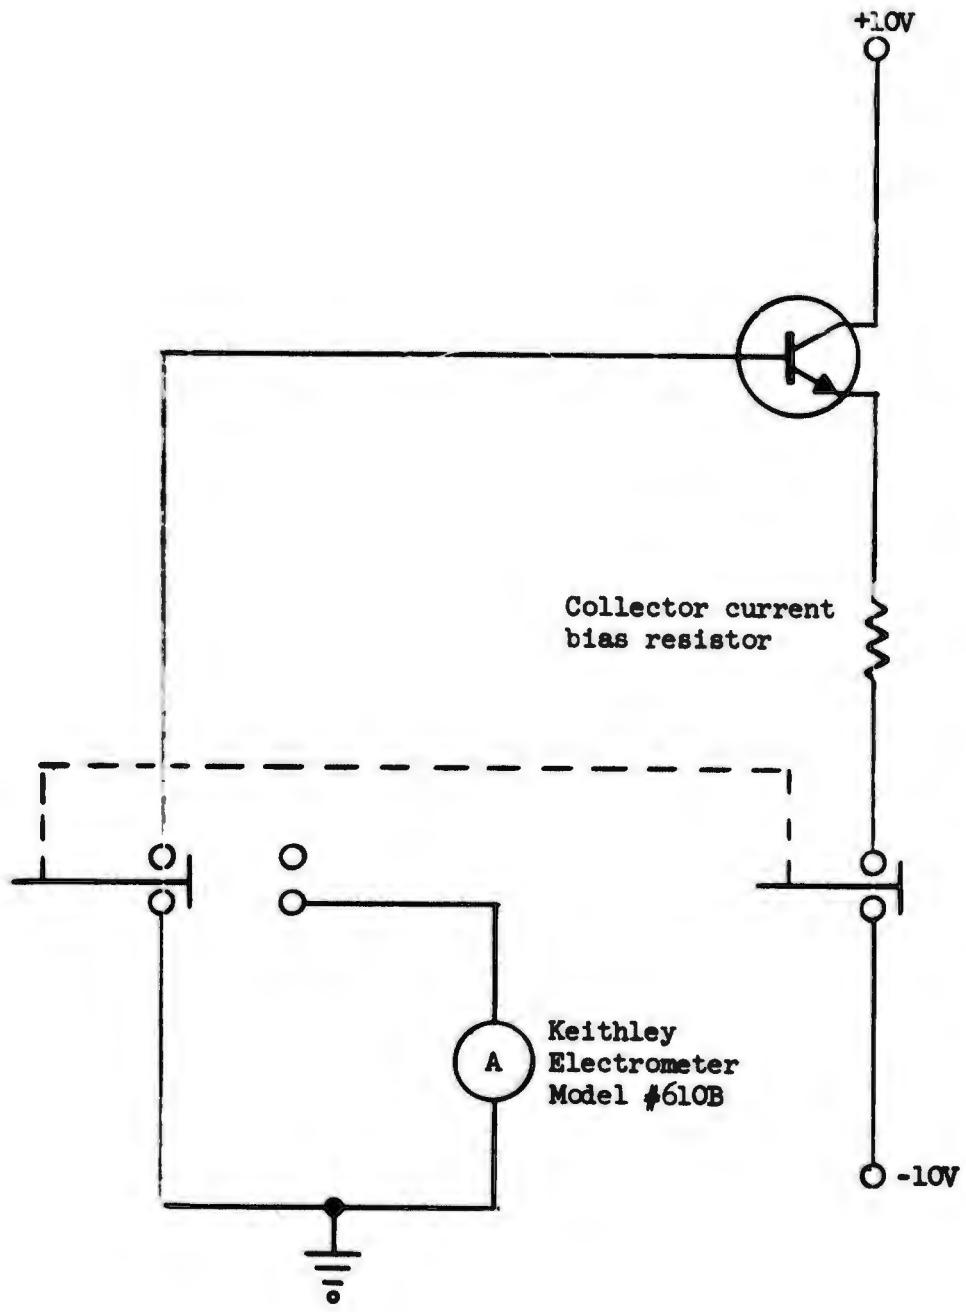 +10V
Collector current
bias resistor
A
Keithley
Electrometer
Model #610B
-10V